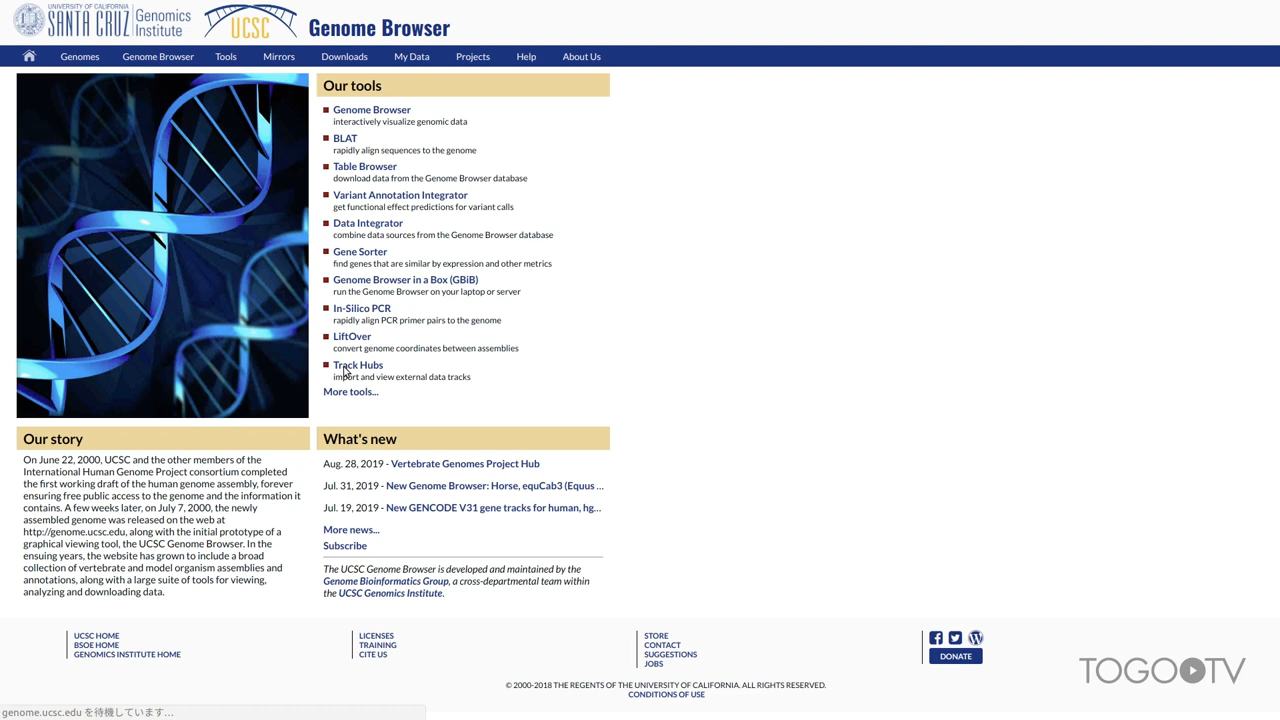 UNIVERSITY OF CALIFORNIA
SANTA CRUZ Genomics Institute
UCSC
Genome Browser
Genomes Genome Browser Tools Mirrors Downloads My Data Projects Help About Us
Our tools
Genome Browser
interactively visualize genomic data
BLAT
rapidly align sequences to the genome
Table Browser
download data from the Genome Browser database
Variant Annotation Integrator
get functional effect predictions for variant calls
Data Integrator
combine data sources from the Genome Browser database
Gene Sorter
find genes that are similar by expression and other metrics
Genome Browser in a Box (GBiB)
run the Genome Browser on your laptop or server
In-Silico PCR
rapidly align PCR primer pairs to the genome
LiftOver
convert genome coordinates between assemblies
Track Hubs
import and view external data tracks
More tools...
Our story
On June 22, 2000, UCSC and the other members of the
International Human Genome Project consortium completed
the first working draft of the human genome assembly, forever
ensuring free public access to the genome and the information it
contains. A few weeks later, on July 7, 2000, the newly
assembled genome was released on the web at
http://genome.ucsc.edu, along with the initial prototype of a
graphical viewing tool, the UCSC Genome Browser. In the
ensuing years, the website has grown to include a broad
collection of vertebrate and model organism assemblies and
annotations, along with a large suite of tools for viewing,
analyzing and downloading data.
What's new
Aug. 28, 2019 - Vertebrate Genomes Project Hub
Jul. 31, 2019 - New Genome Browser: Horse, equCab3 (Equus ...
Jul. 19, 2019 - New GENCODE V31 gene tracks for human, hg...
More news...
Subscribe
The UCSC Genome Browser is developed and maintained by the
Genome Bioinformatics Group, a cross-departmental team within
the UCSC Genomics Institute.
UCSC HOME
BSOE HOME
GENOMICS INSTITUTE HOME
LICENSES
TRAINING
CITE US
STORE
CONTACT
SUGGESTIONS
JOBS
DONATE
© 2000-2018 THE REGENTS OF THE UNIVERSITY OF CALIFORNIA. ALL RIGHTS RESERVED.
CONDITIONS OF USE
TOGO TV
genome.ucsc.edu を待機しています...